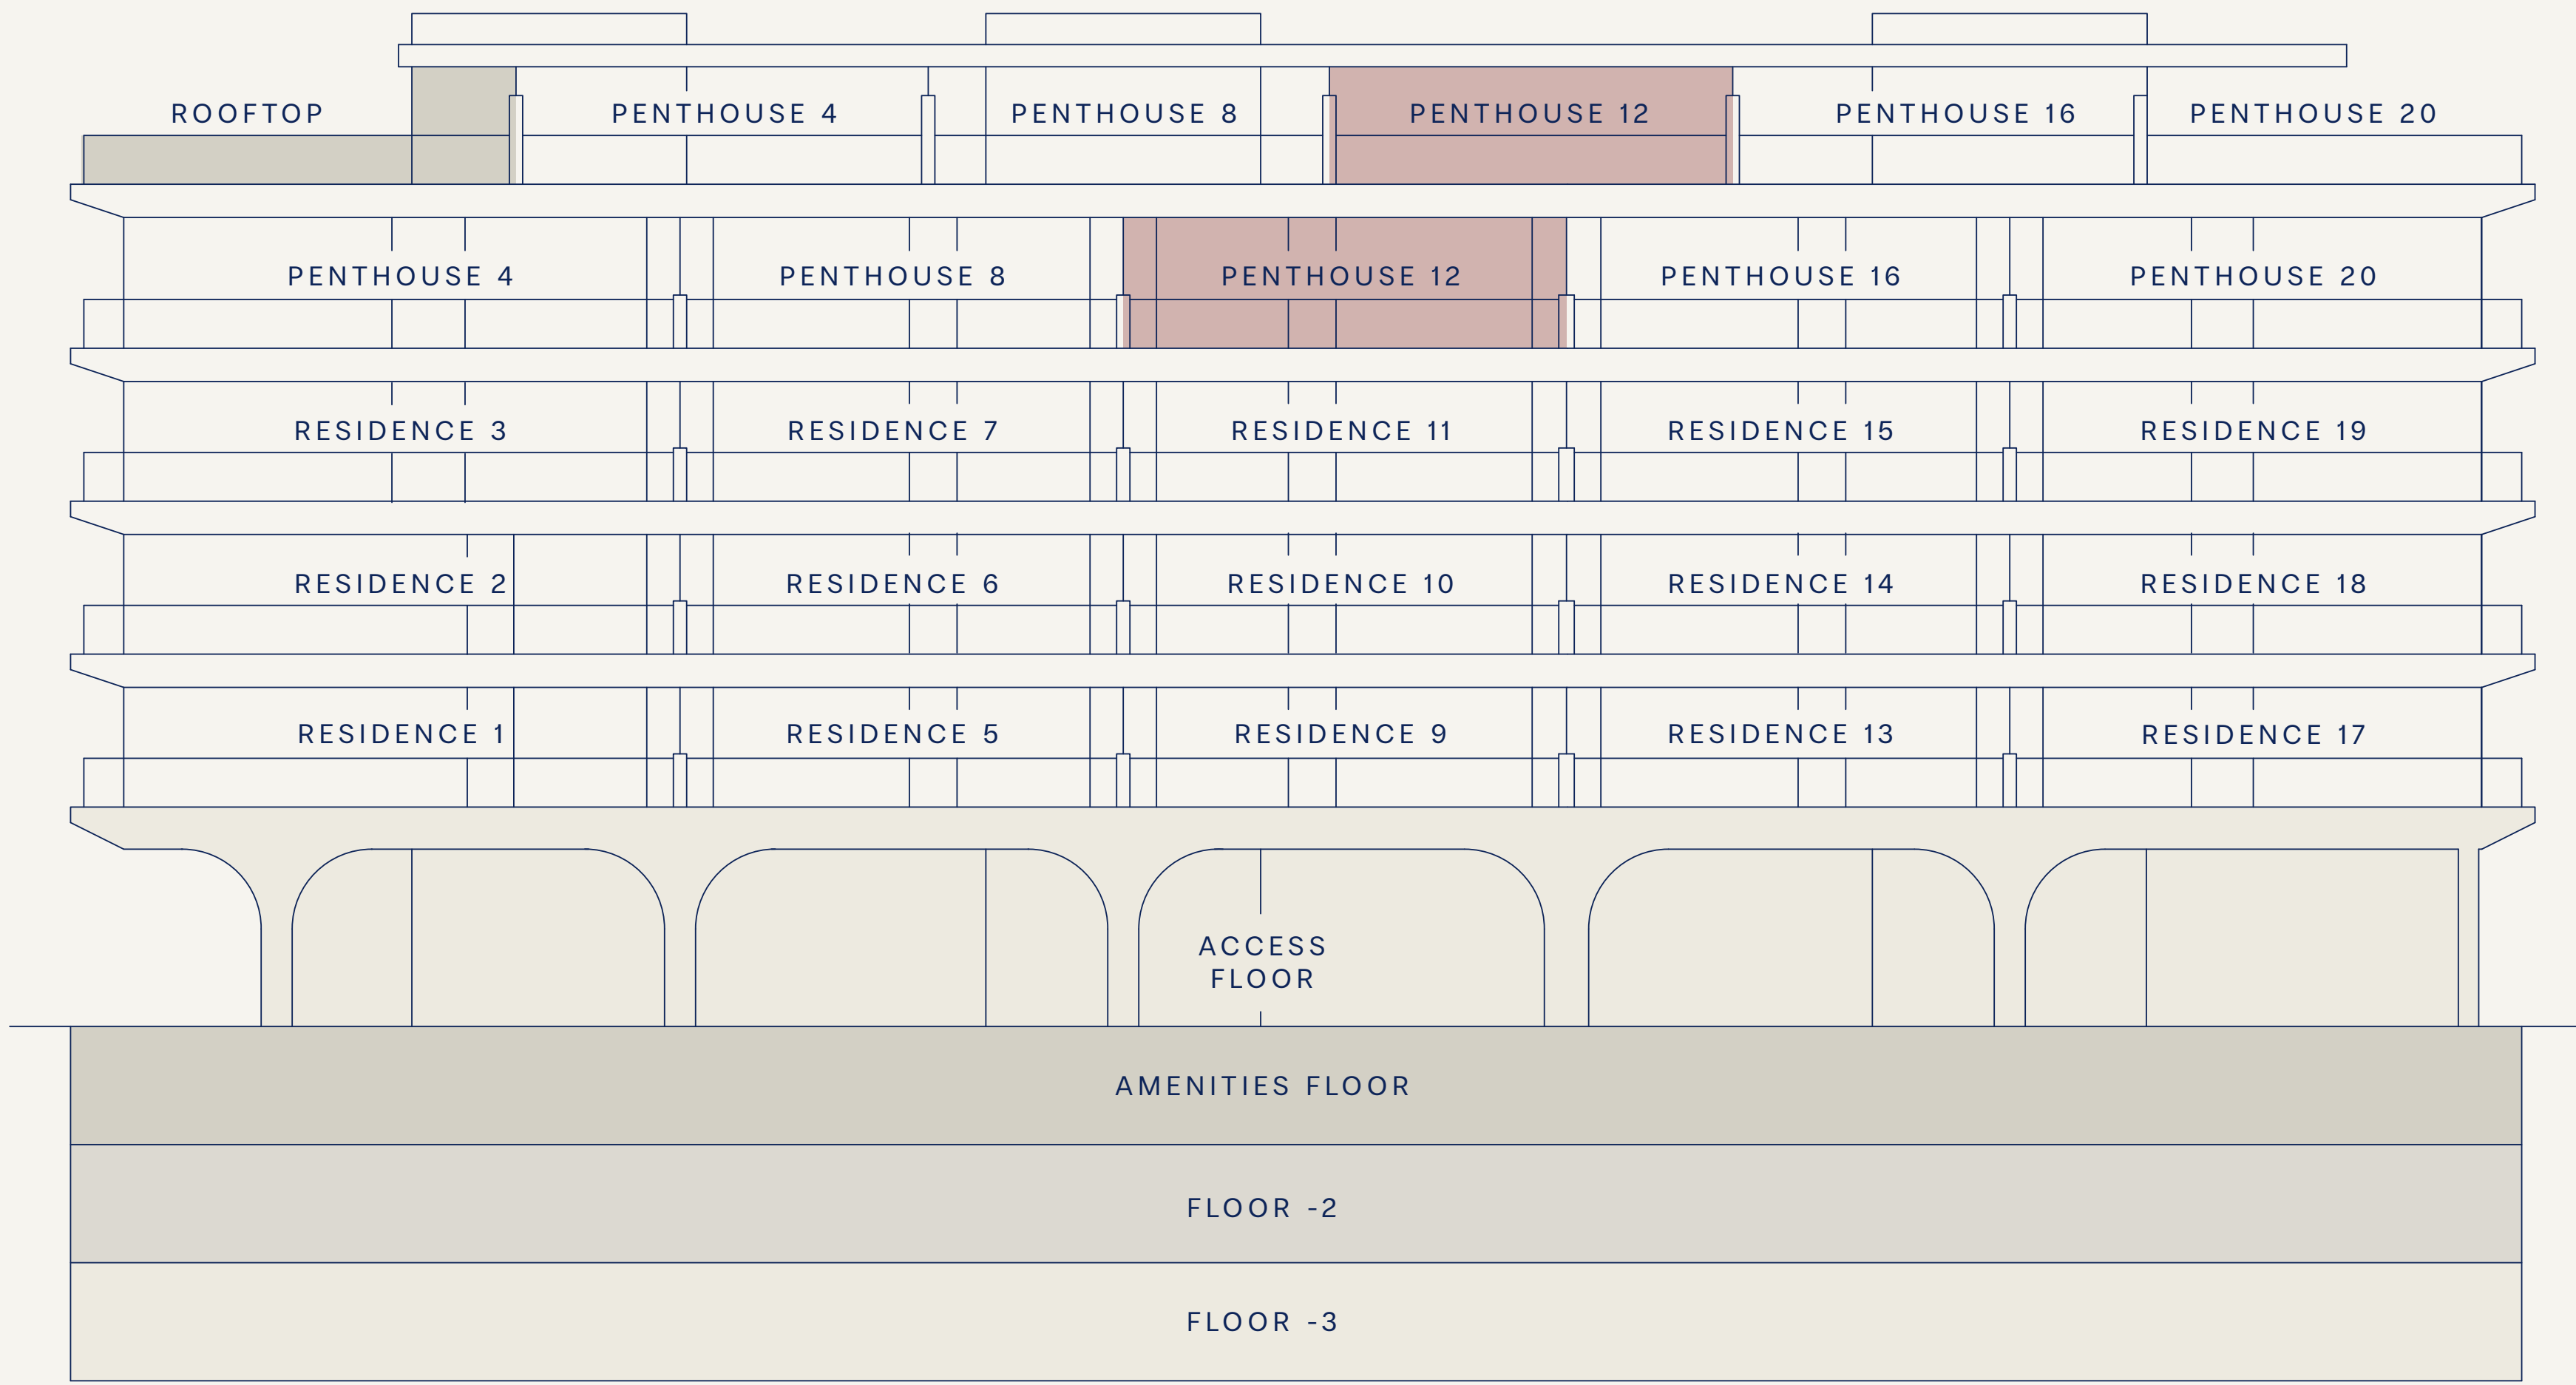 ROOFTOP
PENTHOUSE 4
PENTHOUSE 8
PENTHOUSE 12
PENTHOUSE 16
PENTHOUSE 20
PENTHOUSE 4
PENTHOUSE 8
PENTHOUSE 12
PENTHOUSE 16
PENTHOUSE 20
RESIDENCE 3
RESIDENCE 7
RESIDENCE 11
RESIDENCE 15
RESIDENCE 19
RESIDENCE 2
RESIDENCE 6
RESIDENCE 10
RESIDENCE 14
RESIDENCE 18
RESIDENCE 1
RESIDENCE 5
RESIDENCE 9
RESIDENCE 13
RESIDENCE 17
ACCESS
FLOOR
AMENITIES FLOOR
FLOOR -2
FLOOR -3